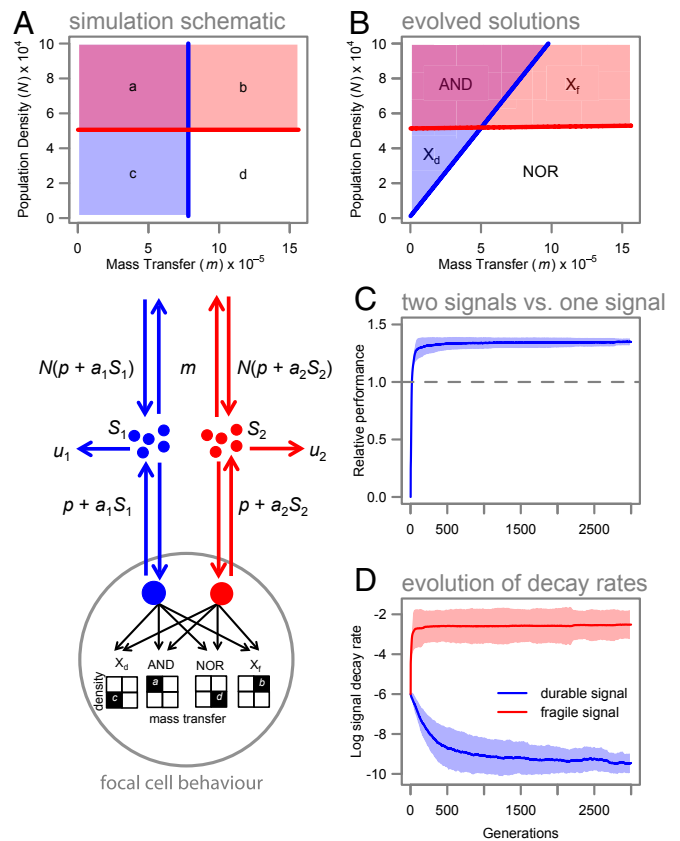 A simulation schematic
Population Density (N) x 10⁴
10
8
6
4
2
0
a
b
c
d
0
5
10
15
Mass Transfer (m) x 10⁻⁵
N(p + a₁S₁)
m
N(p + a₂S₂)
S₁
S₂
u₁
u₂
p + a₁S₁
p + a₂S₂
X_d
AND
NOR
X_f
density
c
a
d
b
mass transfer
focal cell behaviour
B evolved solutions
Population Density (N) x 10⁴
10
8
6
4
2
0
AND
X_f
X_d
NOR
0
5
10
15
Mass Transfer (m) x 10⁻⁵
C two signals vs. one signal
Relative performance
1.5
1.0
1.5
0.0
0
500
1500
2500
D evolution of decay rates
Log signal decay rate
-2
-4
-6
-8
-10
durable signal
fragile signal
0
500
1500
2500
Generations